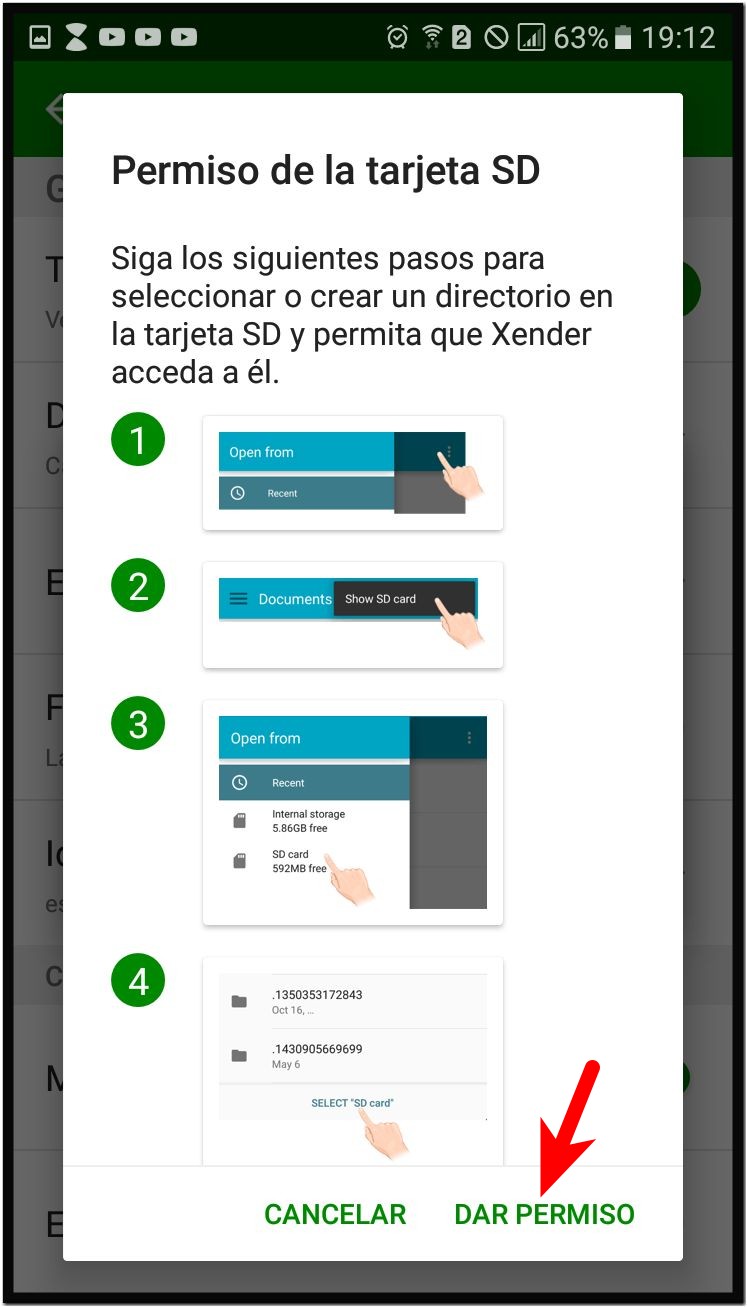 2 63% 19:12
Permiso de la tarjeta SD
Siga los siguientes pasos para
seleccionar o crear un directorio en
la tarjeta SD y permita que Xender
acceda a él.
1
Open from
Recent
2
Documents Show SD card
3
Open from
Recent
Internal storage
5.86GB free
SD card
592MB free
4
.1350353172843
Oct 16, ...
.1430905669699
May 6
SELECT "SD card"
CANCELAR DAR PERMISO